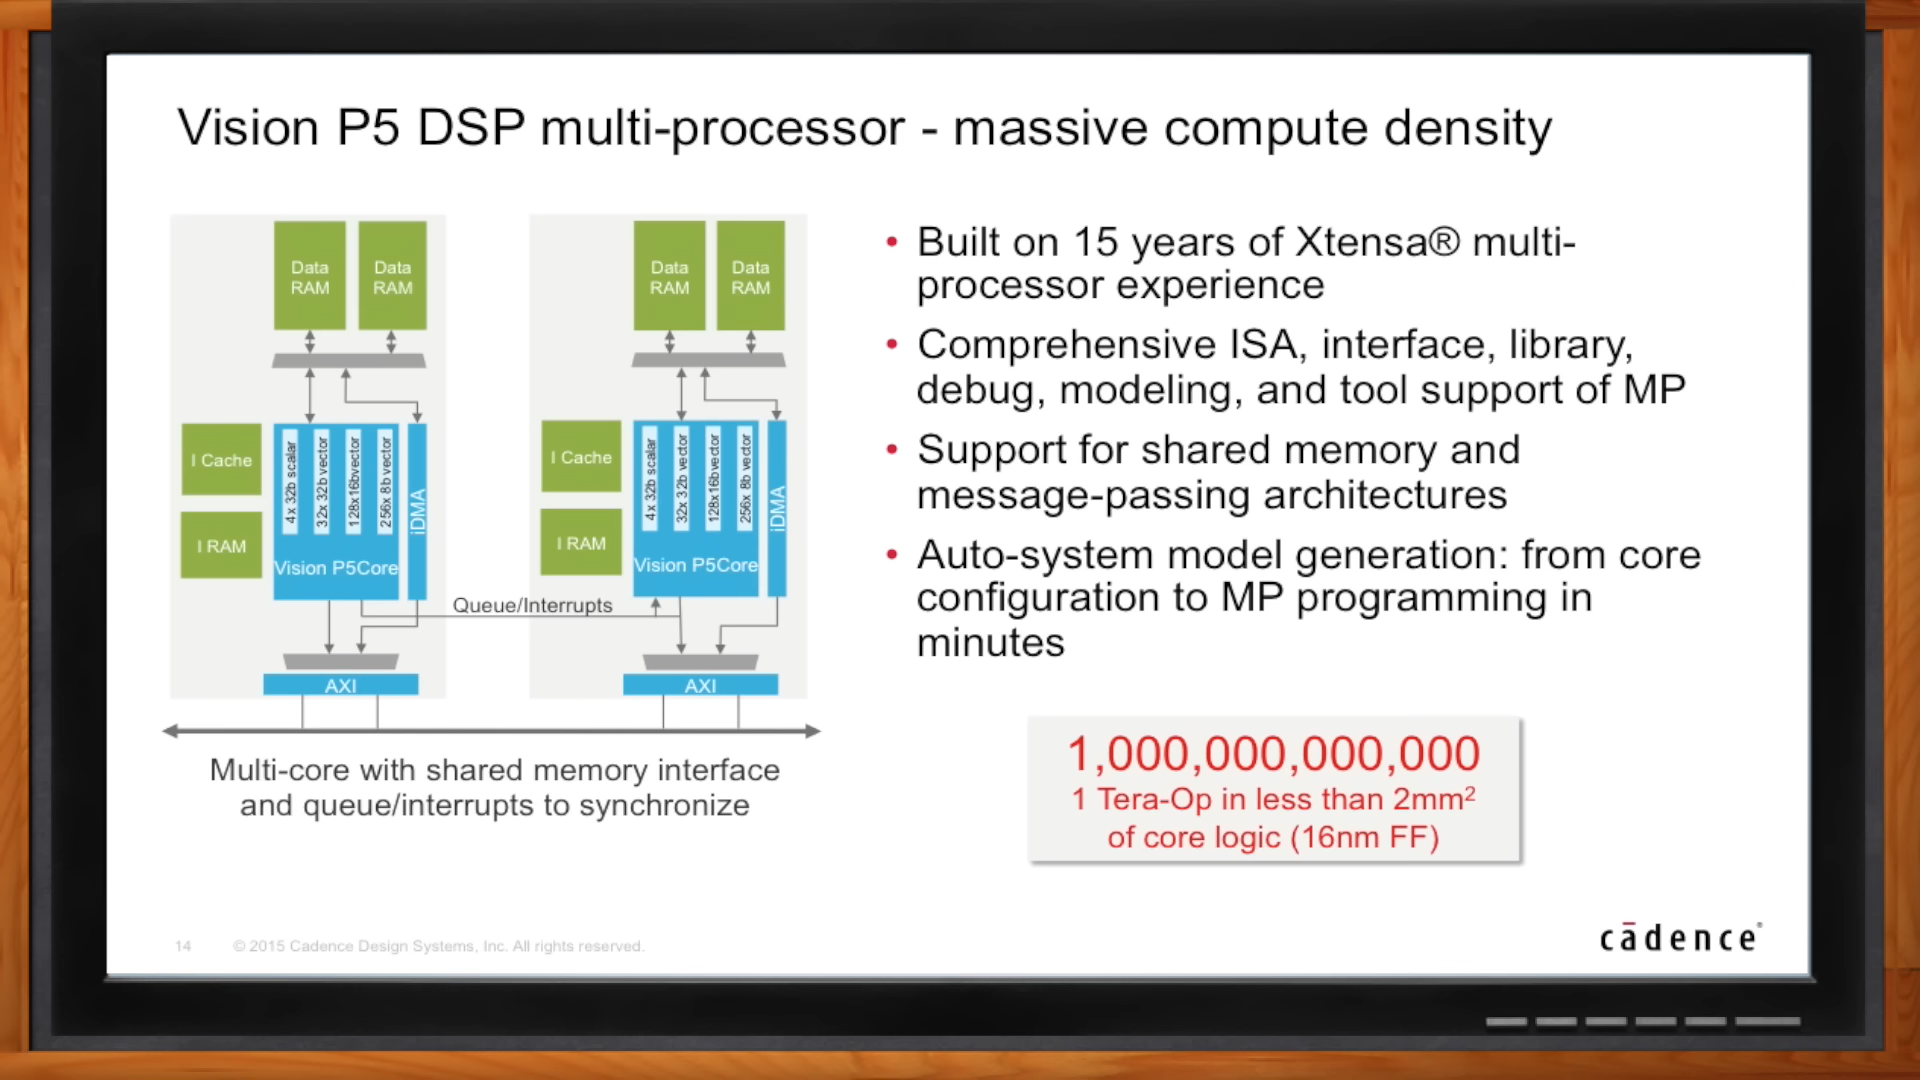 Vision P5 DSP multi-processor - massive compute density
Data
RAM
Data
RAM
I Cache
I RAM
4x 32b scalar
32x 32b vector
128x16bvector
256x 8b vector
Vision P5Core
iDMA
AXI
Queue/Interrupts
Data
RAM
Data
RAM
I Cache
I RAM
4x 32b scalar
32x 32b vector
128x16bvector
256x 8b vector
Vision P5Core
iDMA
AXI
Multi-core with shared memory interface
and queue/interrupts to synchronize
• Built on 15 years of Xtensa® multi-
processor experience
• Comprehensive ISA, interface, library,
debug, modeling, and tool support of MP
• Support for shared memory and
message-passing architectures
• Auto-system model generation: from core
configuration to MP programming in
minutes
1,000,000,000,000
1 Tera-Op in less than 2mm²
of core logic (16nm FF)
14 © 2015 Cadence Design Systems, Inc. All rights reserved.
cādence®